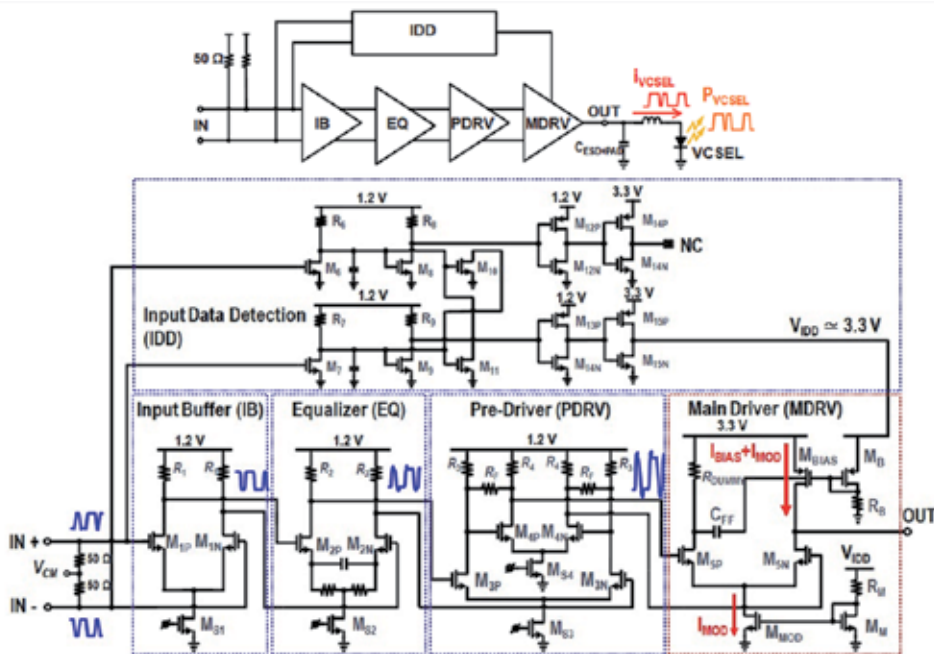 IDD
50 Ω
IN
IB
EQ
PDRV
MDRV
OUT
iVCSEL
PVCSEL
CESD+PAD
VCSEL
1.2 V
1.2 V
3.3 V
R6
R8
M12P
M14P
NC
M6
M8
M10
M12N
M14N
1.2 V
1.2 V
3.3 V
Input Data Detection
(IDD)
R7
R9
M13P
M15P
VIDD ≃ 3.3 V
M7
M9
M11
M14N
M15N
Input Buffer (IB)
Equalizer (EQ)
Pre-Driver (PDRV)
Main Driver (MDRV)
1.2 V
1.2 V
1.2 V
3.3 V
IBIAS+IMOD
R1
R1
R2
R2
R3
RF
R4
R4
RF
R3
RDUMMY
MBIAS
MB
CFF
RB
OUT
IN +
50 Ω
VCM
50 Ω
IN -
M1P
M1N
M2P
M2N
M4P
M4N
M3P
MS4
M3N
M5P
M5N
VIDD
RM
MS1
MS2
MS3
IMOD
MMOD
MM